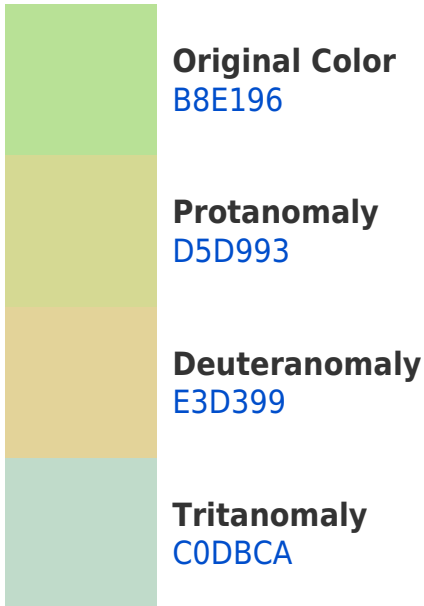 Original Color
B8E196
Protanomaly
D5D993
Deuteranomaly
E3D399
Tritanomaly
C0DBCA